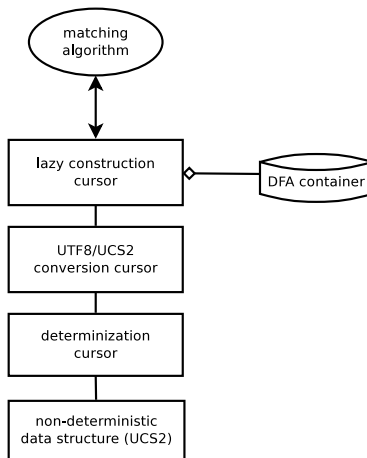 matching
algorithm
lazy construction
cursor
DFA container
UTF8/UCS2
conversion cursor
determinization
cursor
non-deterministic
data structure (UCS2)